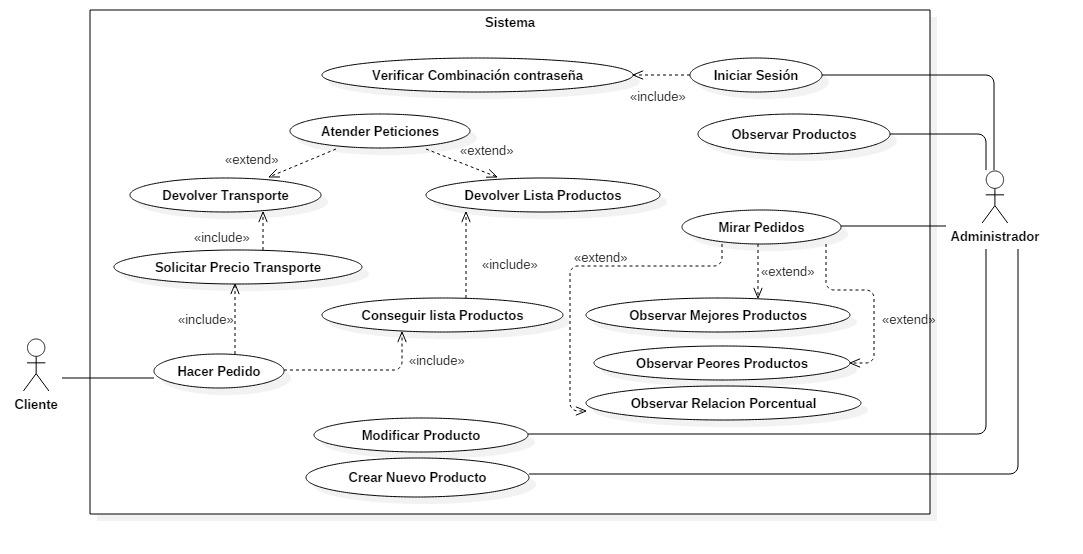 Sistema
Verificar Combinación contraseña
Iniciar Sesión
«include»
Atender Peticiones
Observar Productos
«extend»
«extend»
Devolver Transporte
Devolver Lista Productos
Mirar Pedidos
Administrador
«include»
«include»
«extend»
«extend»
Solicitar Precio Transporte
«include»
Conseguir lista Productos
Observar Mejores Productos
«extend»
«include»
Observar Peores Productos
Hacer Pedido
Cliente
Observar Relacion Porcentual
Modificar Producto
Crear Nuevo Producto